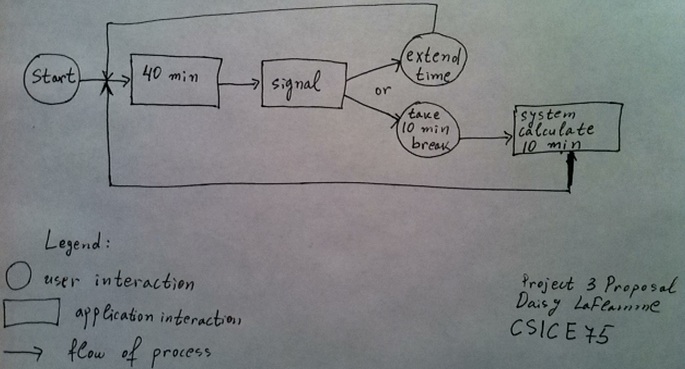 Start
40 min
signal
extend
time
or
take
10 min
break
system
calculate
10 min
Legend:
user interaction
application interaction
flow of process
Project 3 Proposal
Daisy LaFlamme
CSICE75